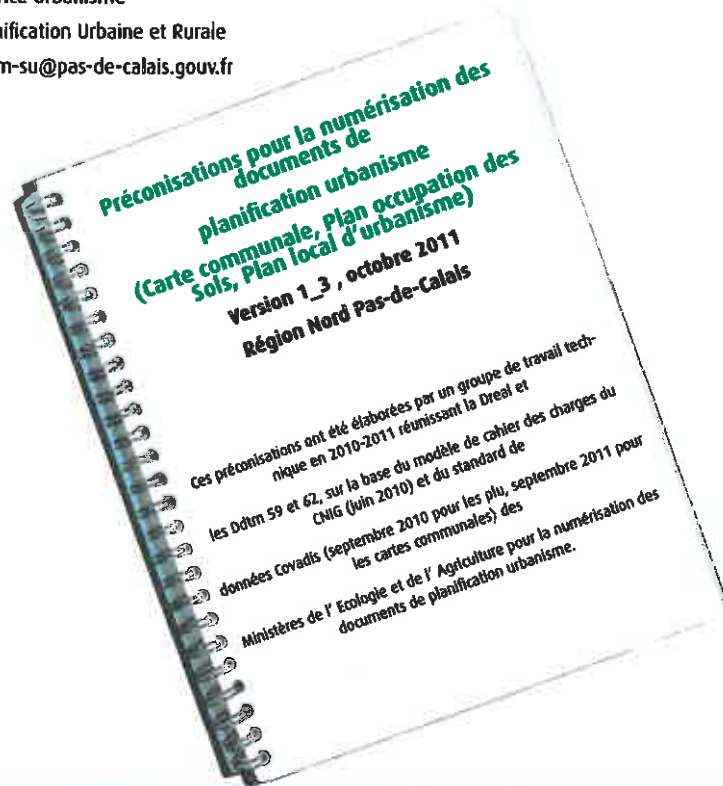 Urbanisme
nification Urbaine et Rurale
m-su@pas-de-calais.gouv.fr
Préconisations pour la numérisation des
documents de
planification urbanisme
(Carte communale, Plan occupation des
Sols, Plan local d'urbanisme)
Version 1_3 , octobre 2011
Région Nord Pas-de-Calais
Ces préconisations ont été élaborées par un groupe de travail tech-
nique en 2010-2011 réunissant la Dreal et
les Ddtm 59 et 62, sur la base du modèle de cahier des charges du
CNIG (juin 2010) et du standard de
données Covadis (septembre 2010 pour les plu, septembre 2011 pour
les cartes communales) des
Ministères de l' Ecologie et de l' Agriculture pour la numérisation des
documents de planification urbanisme.